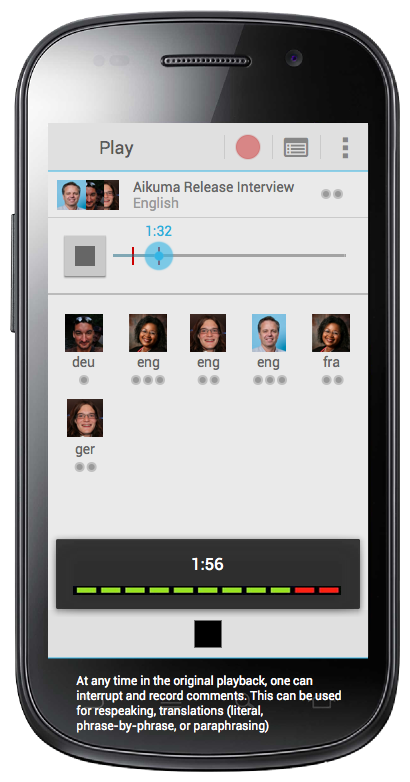 Play
Aikuma Release Interview
English
1:32
deu eng eng eng fra
ger
1:56
At any time in the original playback, one can
interrupt and record comments. This can be used
for respeaking, translations (literal,
phrase-by-phrase, or paraphrasing)